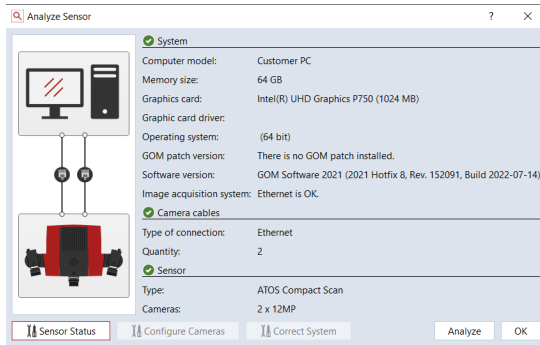 Analyze Sensor
?
System
Computer model: Customer PC
Memory size: 64 GB
Graphics card: Intel(R) UHD Graphics P750 (1024 MB)
Graphic card driver:
Operating system: (64 bit)
GOM patch version: There is no GOM patch installed.
Software version: GOM Software 2021 (2021 Hotfix 8, Rev. 152091, Build 2022-07-14)
Image acquisition system: Ethernet is OK.
Camera cables
Type of connection: Ethernet
Quantity: 2
Sensor
Type: ATOS Compact Scan
Cameras: 2 x 12MP
Sensor Status Configure Cameras Correct System Analyze OK